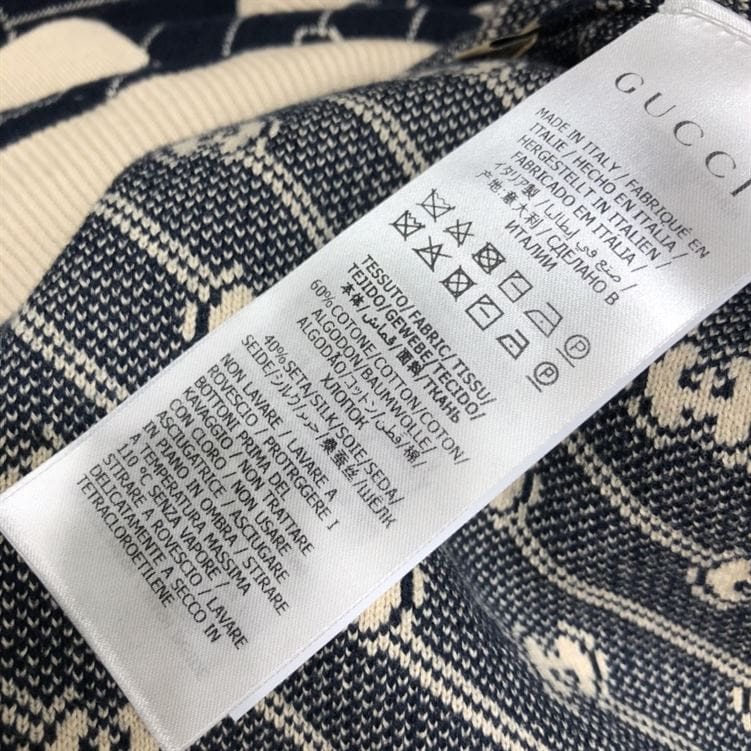 GUCCI
MADE IN ITALY / FABRIQUÉ EN
ITALIE / HECHO EN ITALIA /
HERGESTELLT IN ITALIEN /
FABRICADO EM ITALIA /
イタリア製 / صنع في إيطاليا /
产地:意大利 / СДЕЛАНО В
ИТАЛИИ
P
P
TESSUTO / FABRIC / TISSU /
TEJIDO / GEWEBE / TECIDO /
本体 / قماش / 面料 / ТКАНЬ
60% COTONE / COTTON / COTON /
ALGODON / BAUMWOLLE /
ALGODÃO / コットン / قطن / 棉 /
ХЛОПОК
40% SETA / SILK / SOIE / SEDA /
SEIDE / シルク / حرير / 桑蚕丝 / ШЕЛК
NON LAVARE / LAVARE A
ROVESCIO / PROTRGGERE I
BOTTONI PRIMA DEL
KAVAGGIO / NON TRATTARE
CON CLORO / NON USARE
ASCIUGATRICE / ASCIUGARE
IN PIANO IN OMBRA / STIRARE
A TEMPERATURA MASSIMA
110 °C SENZA VAPORE /
STIRARE A ROVESCIO / LAVARE
DELICATAMENTE A SECCO IN
TETRACLOROETILENE